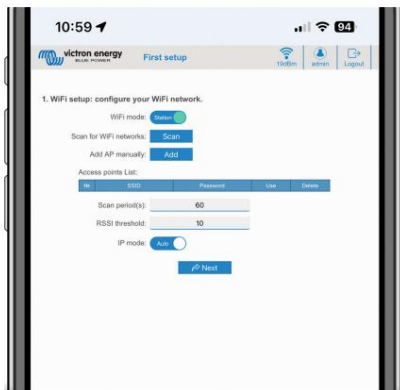 10:59
94
victron energy
BLUE POWER
First setup
19dBm
admin
Logout
1. WiFi setup: configure your WiFi network.
WiFi mode: Station
Scan for WiFi networks: Scan
Add AP manually: Add
Access points List:
№ SSID Password Use Delete
Scan period(s): 60
RSSI threshold: 10
IP mode: Auto
Next